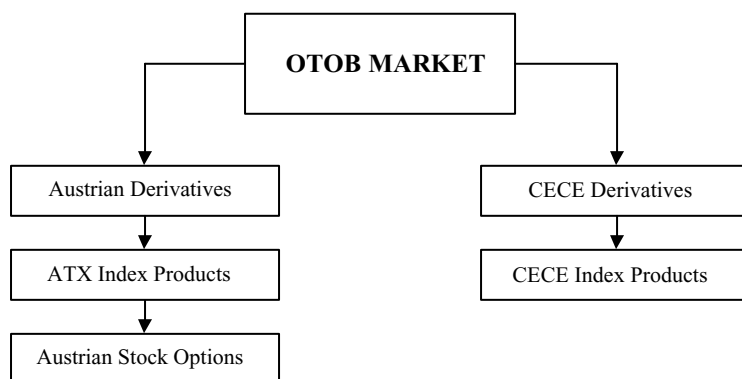 OTOB MARKET
Austrian Derivatives
CECE Derivatives
ATX Index Products
CECE Index Products
Austrian Stock Options